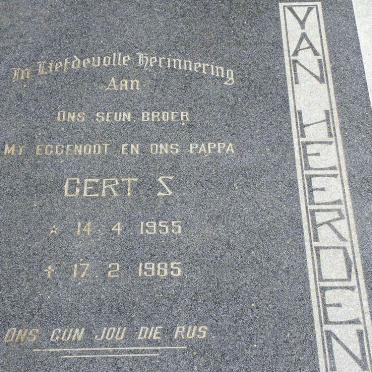 In Liefdevolle Herinnering
Aan
ONS SEUN BROER
MY EGGENOOT EN ONS PAPPA
GERT S
☆ 14 4 1955
✝ 17 2 1985
ONS GUN JOU DIE RUS
VAN HEERDEN